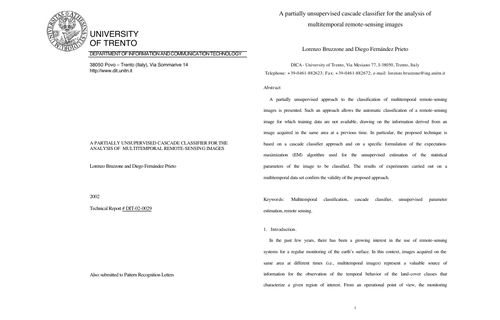 UNIVERSITY
OF TRENTO
DEPARTMENT OF INFORMATION AND COMMUNICATION TECHNOLOGY
38050 Povo – Trento (Italy), Via Sommarive 14
http://www.dit.unitn.it
A PARTIALLY UNSUPERVISED CASCADE CLASSIFIER FOR THE
ANALYSIS OF MULTITEMPORAL REMOTE-SENSING IMAGES
Lorenzo Bruzzone and Diego Fernández Prieto
2002
Technical Report # DIT-02-0029
Also submitted to Pattern Recognition Letters
A partially unsupervised cascade classifier for the analysis of
multitemporal remote-sensing images
Lorenzo Bruzzone and Diego Fernández Prieto
DICA - University of Trento, Via Mesiano 77, I-38050, Trento, Italy
Telephone: +39-0461-882623; Fax: +39-0461-882672; e-mail: lorenzo.bruzzone@ing.unitn.it
Abstract
A partially unsupervised approach to the classification of multitemporal remote-sensing
images is presented. Such an approach allows the automatic classification of a remote-sensing
image for which training data are not available, drawing on the information derived from an
image acquired in the same area at a previous time. In particular, the proposed technique is
based on a cascade classifier approach and on a specific formulation of the expectation-
maximization (EM) algorithm used for the unsupervised estimation of the statistical
parameters of the image to be classified. The results of experiments carried out on a
multitemporal data set confirm the validity of the proposed approach.
Keywords: Multitemporal classification, cascade classifier, unsupervised parameter
estimation, remote sensing.
1. Introduction.
In the past few years, there has been a growing interest in the use of remote-sensing
systems for a regular monitoring of the earth's surface. In this context, images acquired on the
same area at different times (i.e., multitemporal images) represent a valuable source of
information for the observation of the temporal behavior of the land-cover classes that
characterize a given region of interest. From an operational point of view, the monitoring